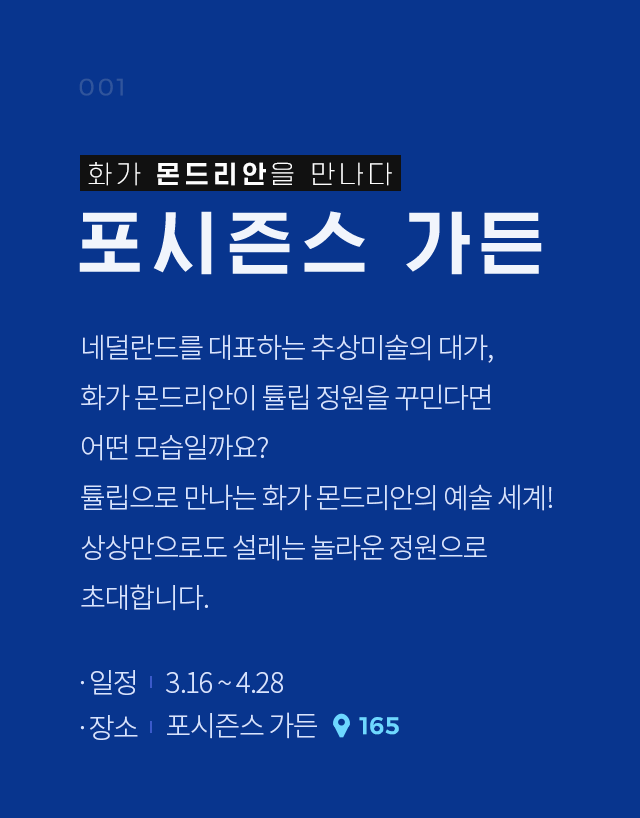 001
화가 몬드리안을 만나다
포시즌스 가든
네덜란드를 대표하는 추상미술의 대가,
화가 몬드리안이 튤립 정원을 꾸민다면
어떤 모습일까요?
튤립으로 만나는 화가 몬드리안의 예술 세계!
상상만으로도 설레는 놀라운 정원으로
초대합니다.
· 일정 | 3.16 ~ 4.28
· 장소 | 포시즌스 가든 165